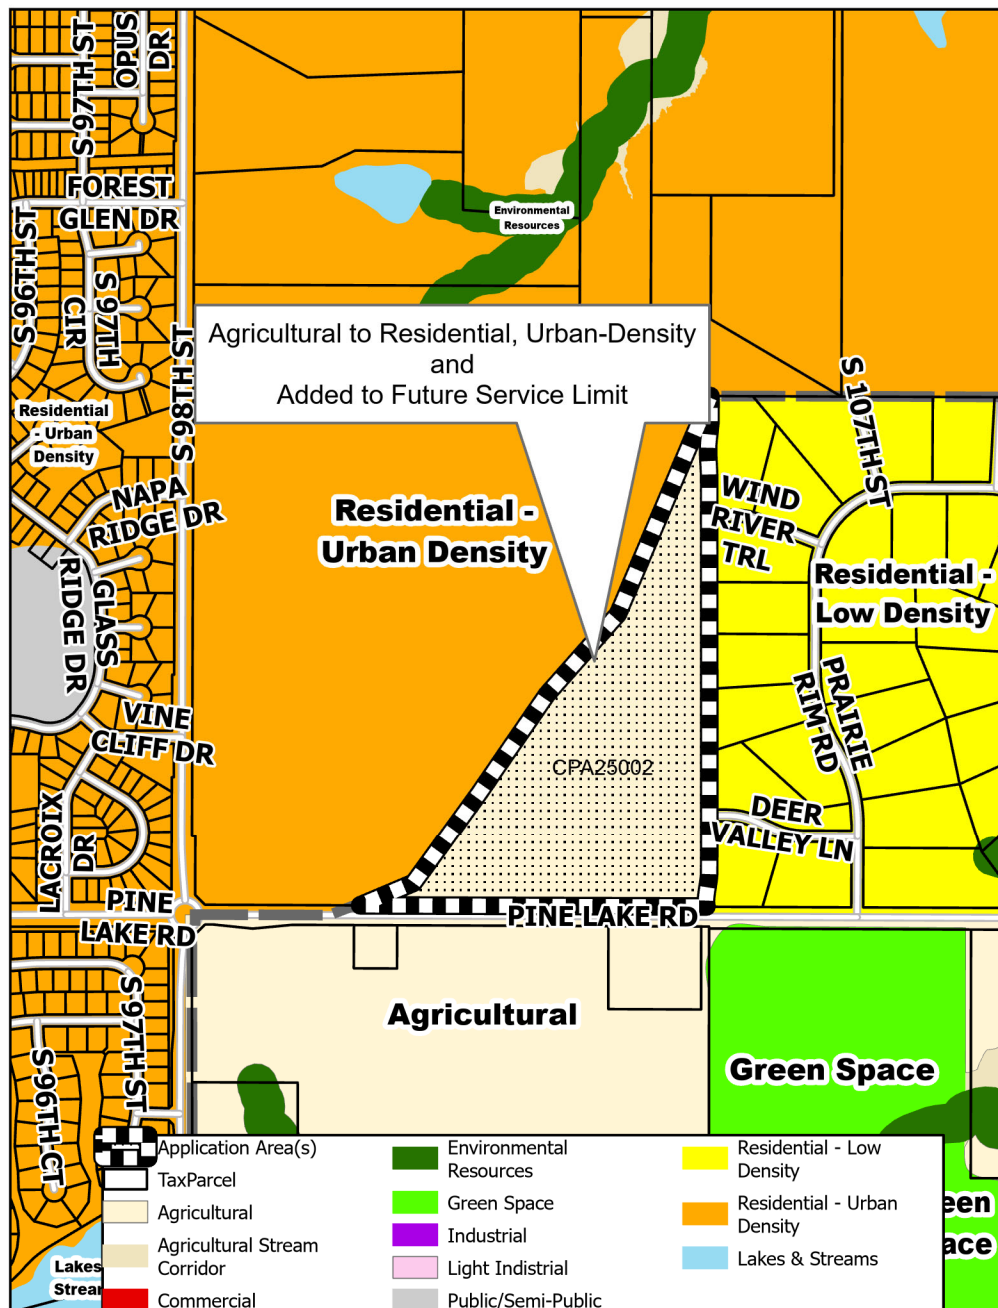 S 97TH ST
OPUS
DR
FOREST
GLEN DR
S 96TH ST
S 97TH
CIR
S 98TH ST
Environmental
Resources
Agricultural to Residential, Urban-Density
and
Added to Future Service Limit
Residential
- Urban
Density
NAPA
RIDGE DR
Residential -
Urban Density
S 107TH ST
WIND
RIVER
TRL
Residential -
Low Density
GLASS
RIDGE DR
VINE
CLIFF DR
PRAIRIE
RIM RD
CPA25002
DEER
VALLEY LN
LACROIX
DR
PINE
LAKE RD
PINE LAKE RD
S 97TH ST
Agricultural
Green Space
S 96TH CT
Application Area(s)
TaxParcel
Agricultural
Agricultural Stream
Corridor
Commercial
Environmental
Resources
Green Space
Industrial
Light Indistrial
Public/Semi-Public
Residential - Low
Density
Residential - Urban
Density
Lakes & Streams
Lakes
Strear
een
ace